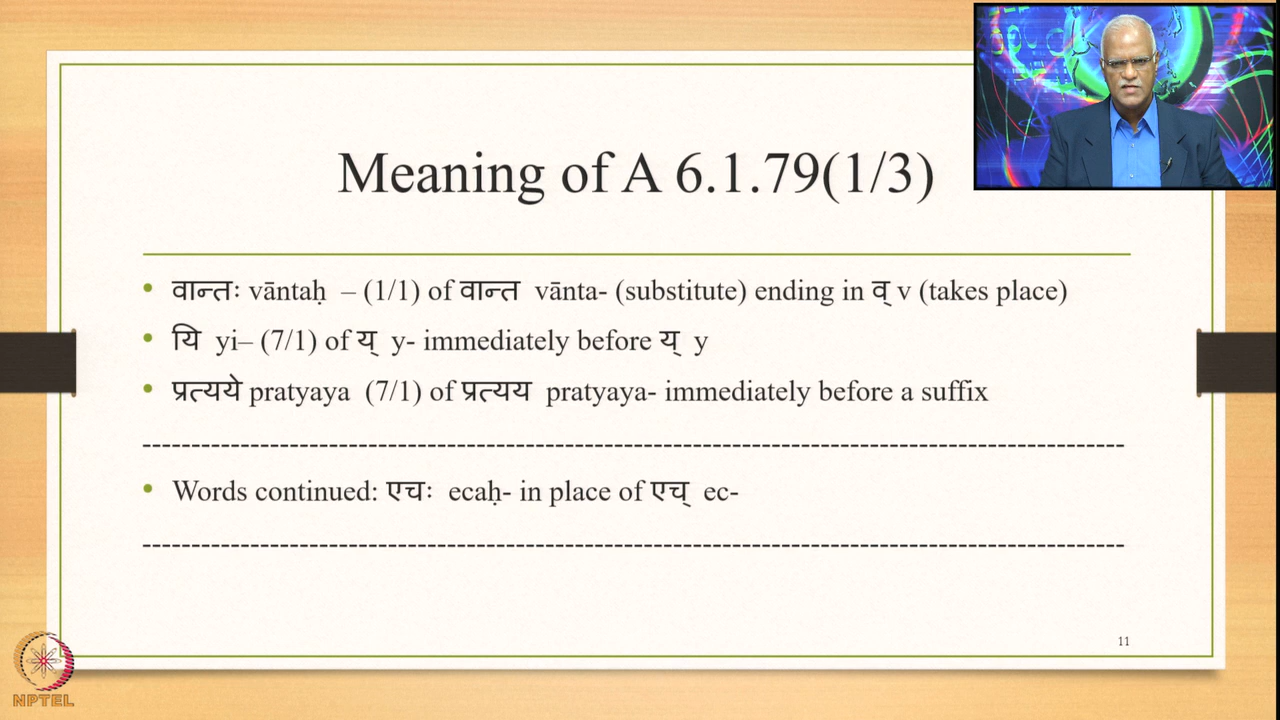 Meaning of A 6.1.79(1/3)
• वान्तः vāntaḥ – (1/1) of वान्त vānta- (substitute) ending in व् v (takes place)
• यि yi– (7/1) of य् y- immediately before य् y
• प्रत्यये pratyaya (7/1) of प्रत्यय pratyaya- immediately before a suffix
• Words continued: एचः ecaḥ- in place of एच् ec-
11
NPTEL